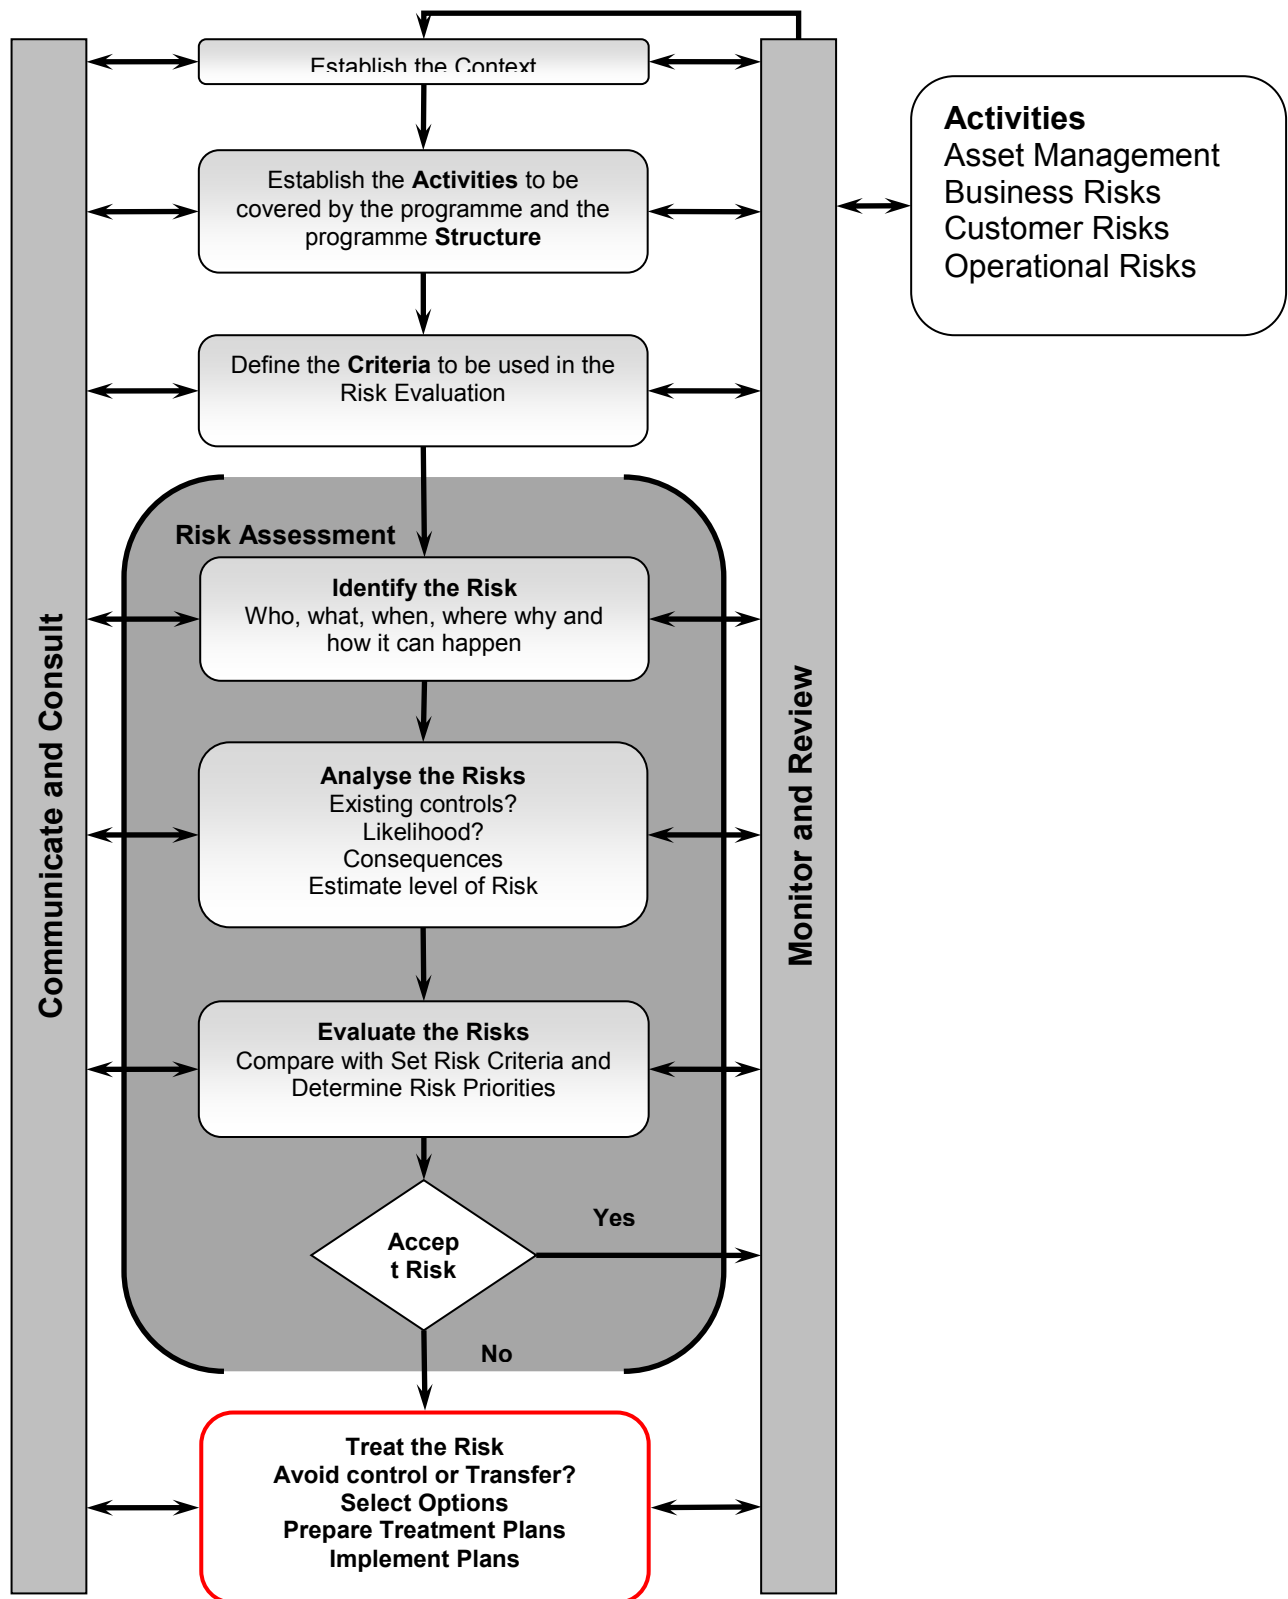 Establish the Context
Establish the Activities to be
covered by the programme and the
programme Structure
Define the Criteria to be used in the
Risk Evaluation
Risk Assessment
Identify the Risk
Who, what, when, where why and
how it can happen
Analyse the Risks
Existing controls?
Likelihood?
Consequences
Estimate level of Risk
Evaluate the Risks
Compare with Set Risk Criteria and
Determine Risk Priorities
Accep
t Risk
Yes
No
Treat the Risk
Avoid control or Transfer?
Select Options
Prepare Treatment Plans
Implement Plans
Communicate and Consult
Monitor and Review
Activities
Asset Management
Business Risks
Customer Risks
Operational Risks